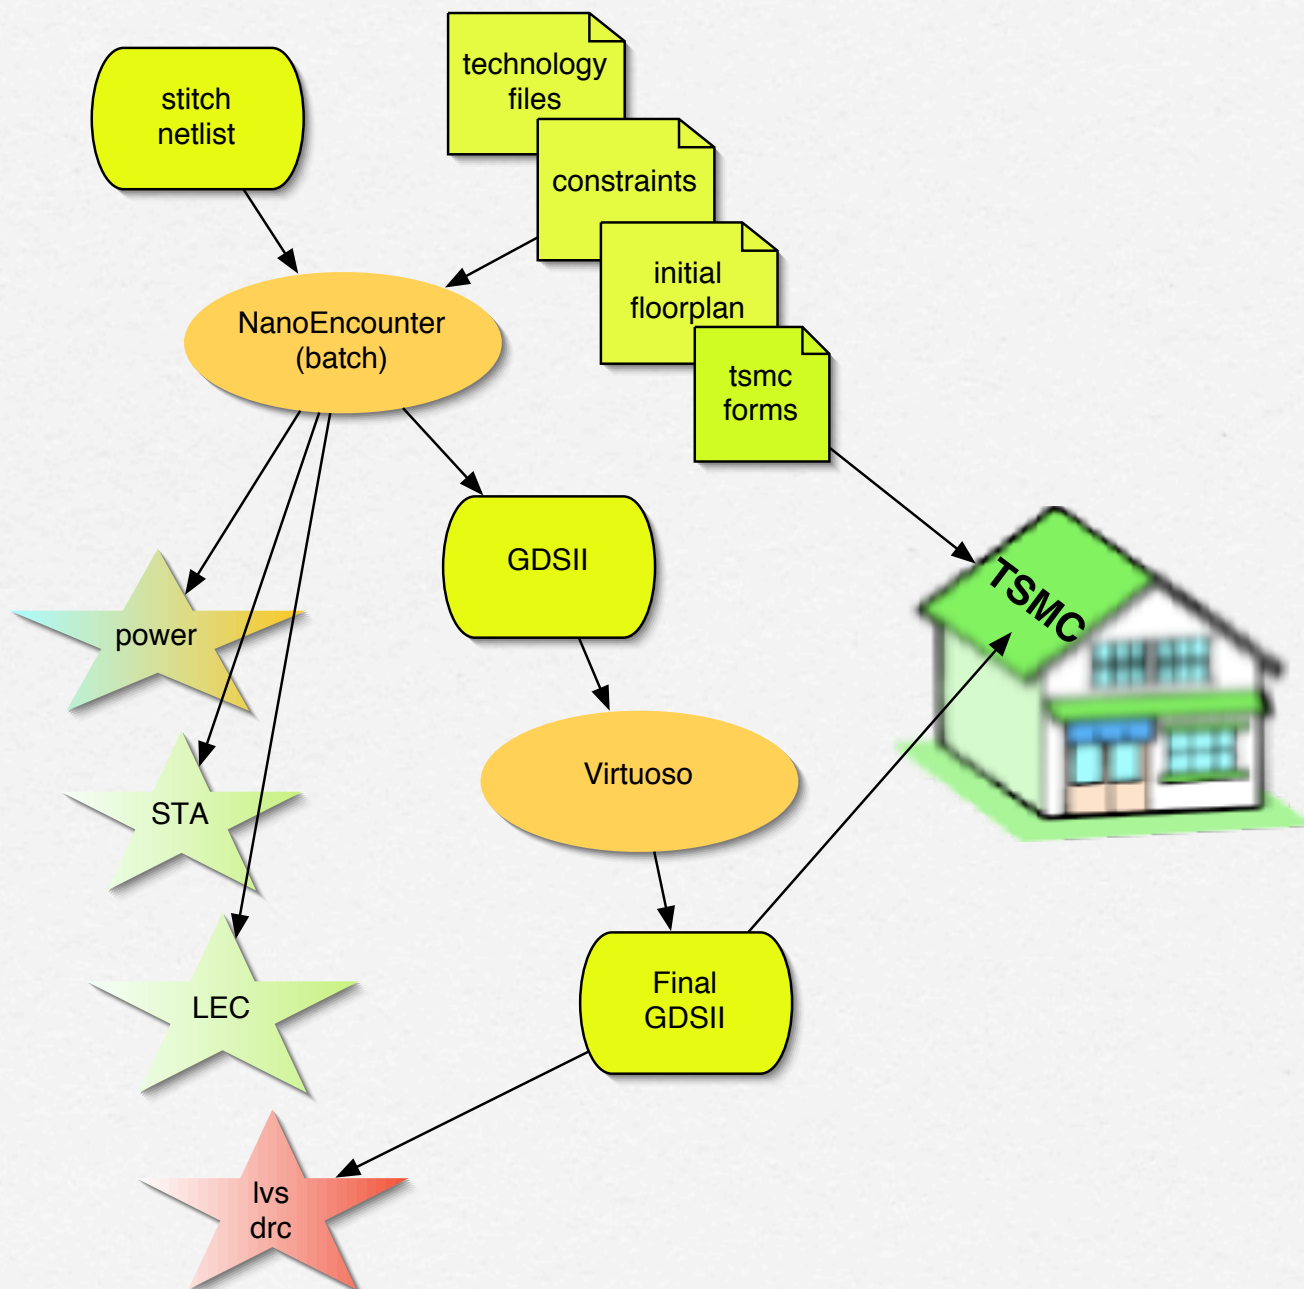 technology
files
stitch
netlist
constraints
initial
floorplan
NanoEncounter
(batch)
tsmc
forms
GDSII
TSMC
power
Virtuoso
STA
Final
GDSII
LEC
lvs
drc